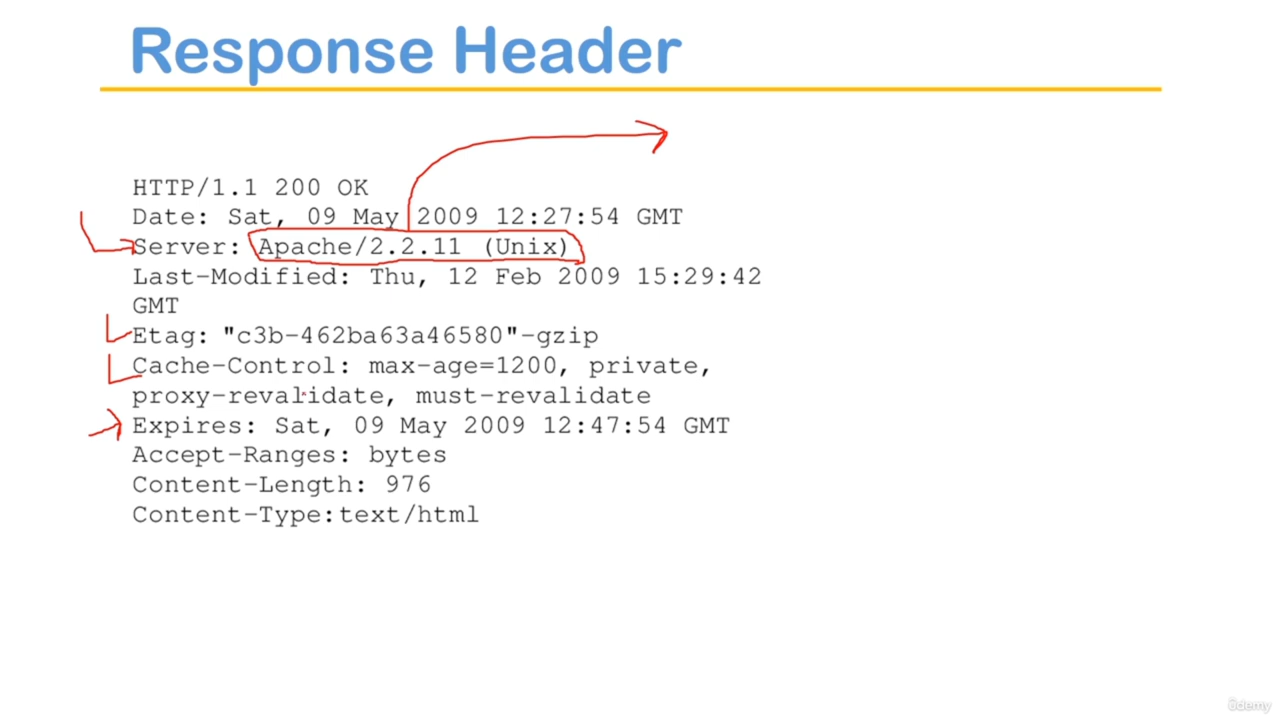 Response Header
HTTP/1.1 200 OK
Date: Sat, 09 May 2009 12:27:54 GMT
Server: Apache/2.2.11 (Unix)
Last-Modified: Thu, 12 Feb 2009 15:29:42
GMT
Etag: "c3b-462ba63a46580"-gzip
Cache-Control: max-age=1200, private,
proxy-revalidate, must-revalidate
Expires: Sat, 09 May 2009 12:47:54 GMT
Accept-Ranges: bytes
Content-Length: 976
Content-Type:text/html
ûdemy